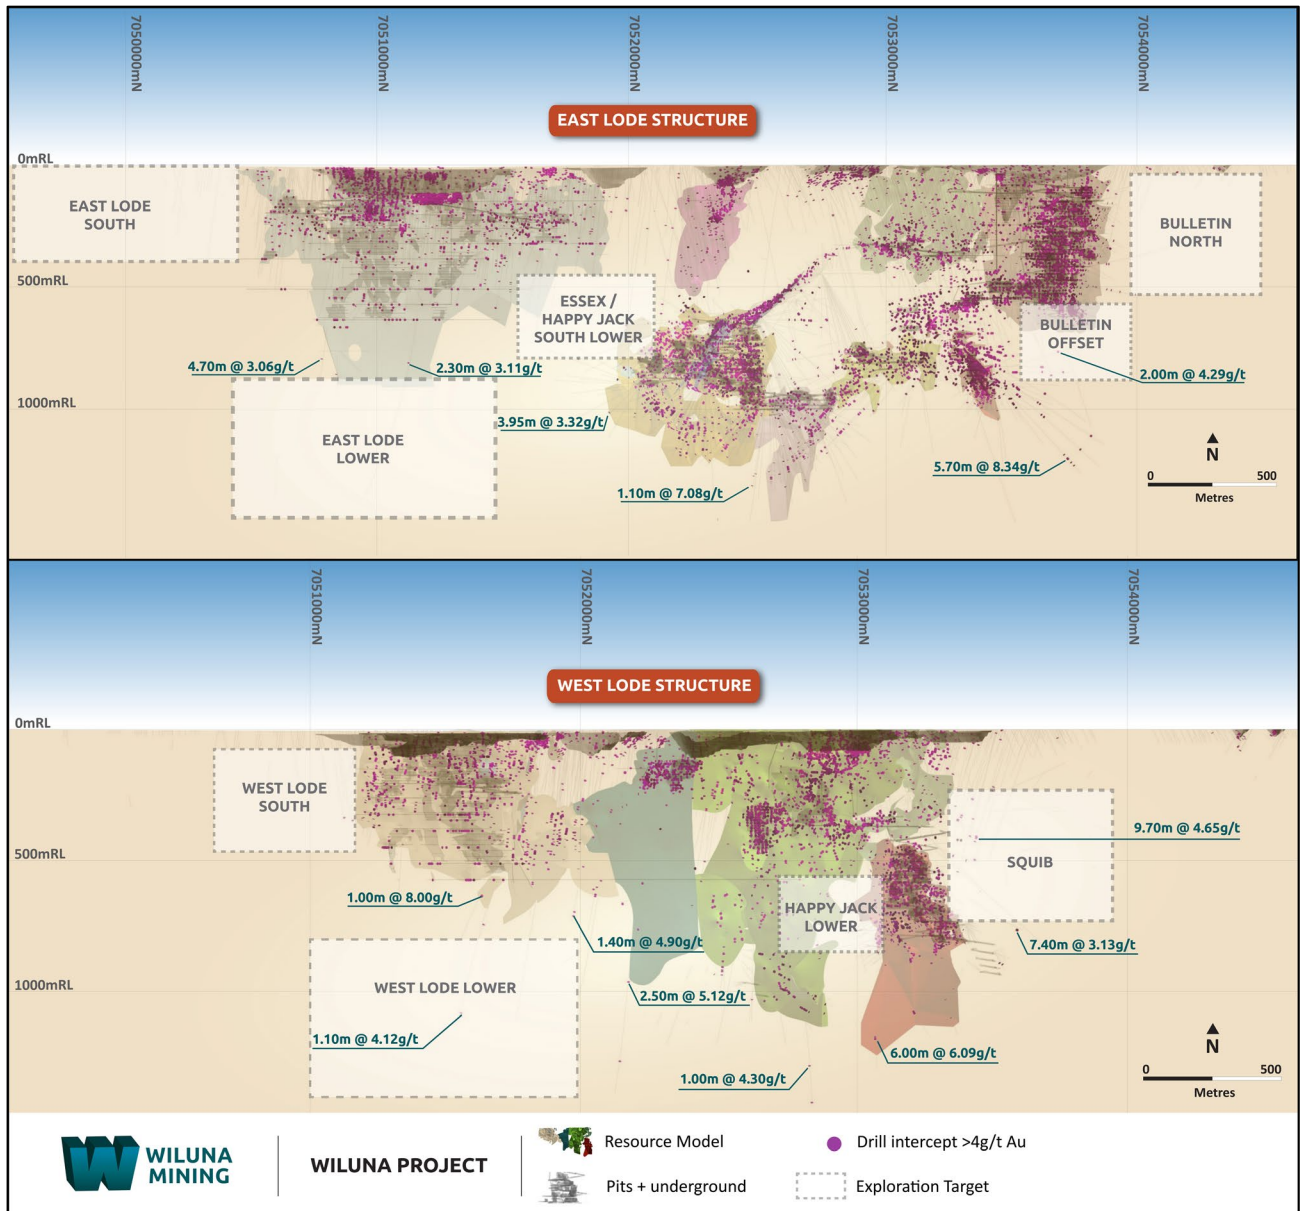 7050000mN
7051000mN
7052000mN
7053000mN
7054000mN
EAST LODE STRUCTURE
0mRL
EAST LODE
SOUTH
BULLETIN
NORTH
500mRL
ESSEX /
HAPPY JACK
SOUTH LOWER
BULLETIN
OFFSET
4.70m @ 3.06g/t
2.30m @ 3.11g/t
2.00m @ 4.29g/t
1000mRL
3.95m @ 3.32g/t
EAST LODE
LOWER
5.70m @ 8.34g/t
1.10m @ 7.08g/t
N
0 500
Metres
7051000mN
7052000mN
7053000mN
7054000mN
WEST LODE STRUCTURE
0mRL
WEST LODE
SOUTH
9.70m @ 4.65g/t
500mRL
SQUIB
1.00m @ 8.00g/t
HAPPY JACK
LOWER
1.40m @ 4.90g/t
7.40m @ 3.13g/t
1000mRL
WEST LODE LOWER
2.50m @ 5.12g/t
1.10m @ 4.12g/t
6.00m @ 6.09g/t
1.00m @ 4.30g/t
N
0 500
Metres
WILUNA
MINING
WILUNA PROJECT
Resource Model
Drill intercept >4g/t Au
Pits + underground
Exploration Target